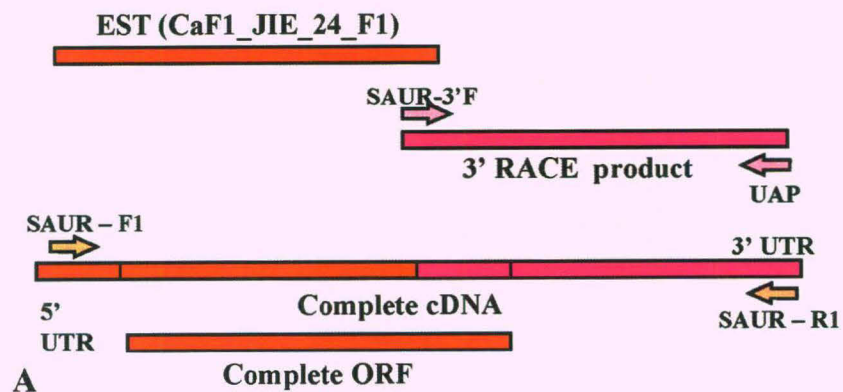 EST (CaF1_JIE_24_F1)
SAUR-3'F
3' RACE product
UAP
SAUR – F1
3' UTR
5'
UTR
Complete cDNA
SAUR – R1
Complete ORF
A